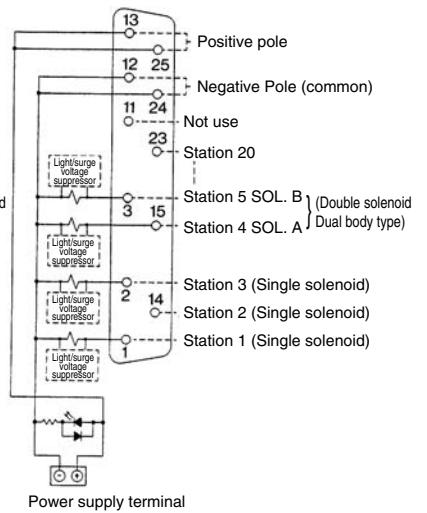 13
Positive pole
12 25
Negative Pole (common)
24
11
Not use
23
Station 20
Light/surge
voltage
suppressor
Station 5 SOL. B
(Double solenoid
Dual body type)
3 15
Station 4 SOL. A
Light/surge
voltage
suppressor
Light/surge
voltage
suppressor
Station 3 (Single solenoid)
2 14
Station 2 (Single solenoid)
Station 1 (Single solenoid)
1
Light/surge
voltage
suppressor
Power supply terminal